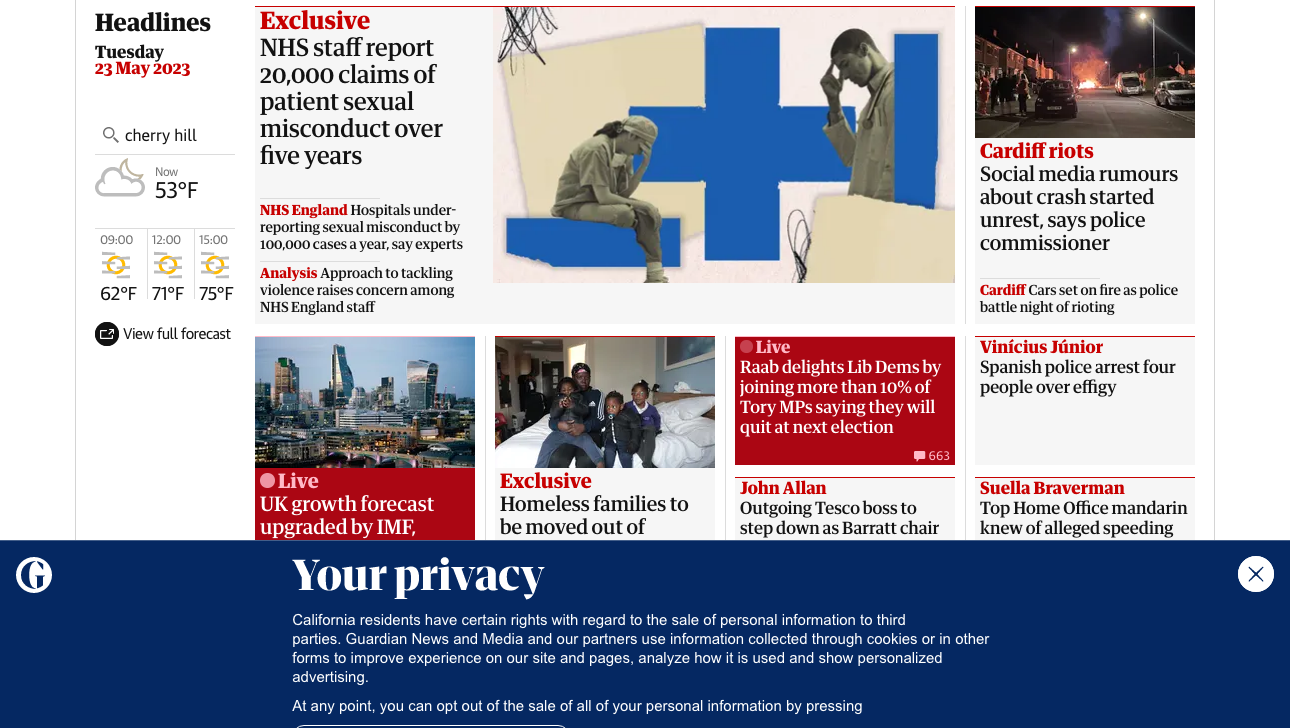 Headlines
Tuesday
23 May 2023
cherry hill
Now
53°F
09:00
12:00
15:00
62°F
71°F
75°F
View full forecast
Exclusive
NHS staff report
20,000 claims of
patient sexual
misconduct over
five years
NHS England Hospitals under-
reporting sexual misconduct by
100,000 cases a year, say experts
Analysis Approach to tackling
violence raises concern among
NHS England staff
Cardiff riots
Social media rumours
about crash started
unrest, says police
commissioner
Cardiff Cars set on fire as police
battle night of rioting
Live
UK growth forecast
upgraded by IMF,
Exclusive
Homeless families to
be moved out of
Live
Raab delights Lib Dems by
joining more than 10% of
Tory MPs saying they will
quit at next election
663
John Allan
Outgoing Tesco boss to
step down as Barratt chair
Vinícius Júnior
Spanish police arrest four
people over effigy
Suella Braverman
Top Home Office mandarin
knew of alleged speeding
G
Your privacy
California residents have certain rights with regard to the sale of personal information to third
parties. Guardian News and Media and our partners use information collected through cookies or in other
forms to improve experience on our site and pages, analyze how it is used and show personalized
advertising.
At any point, you can opt out of the sale of all of your personal information by pressing